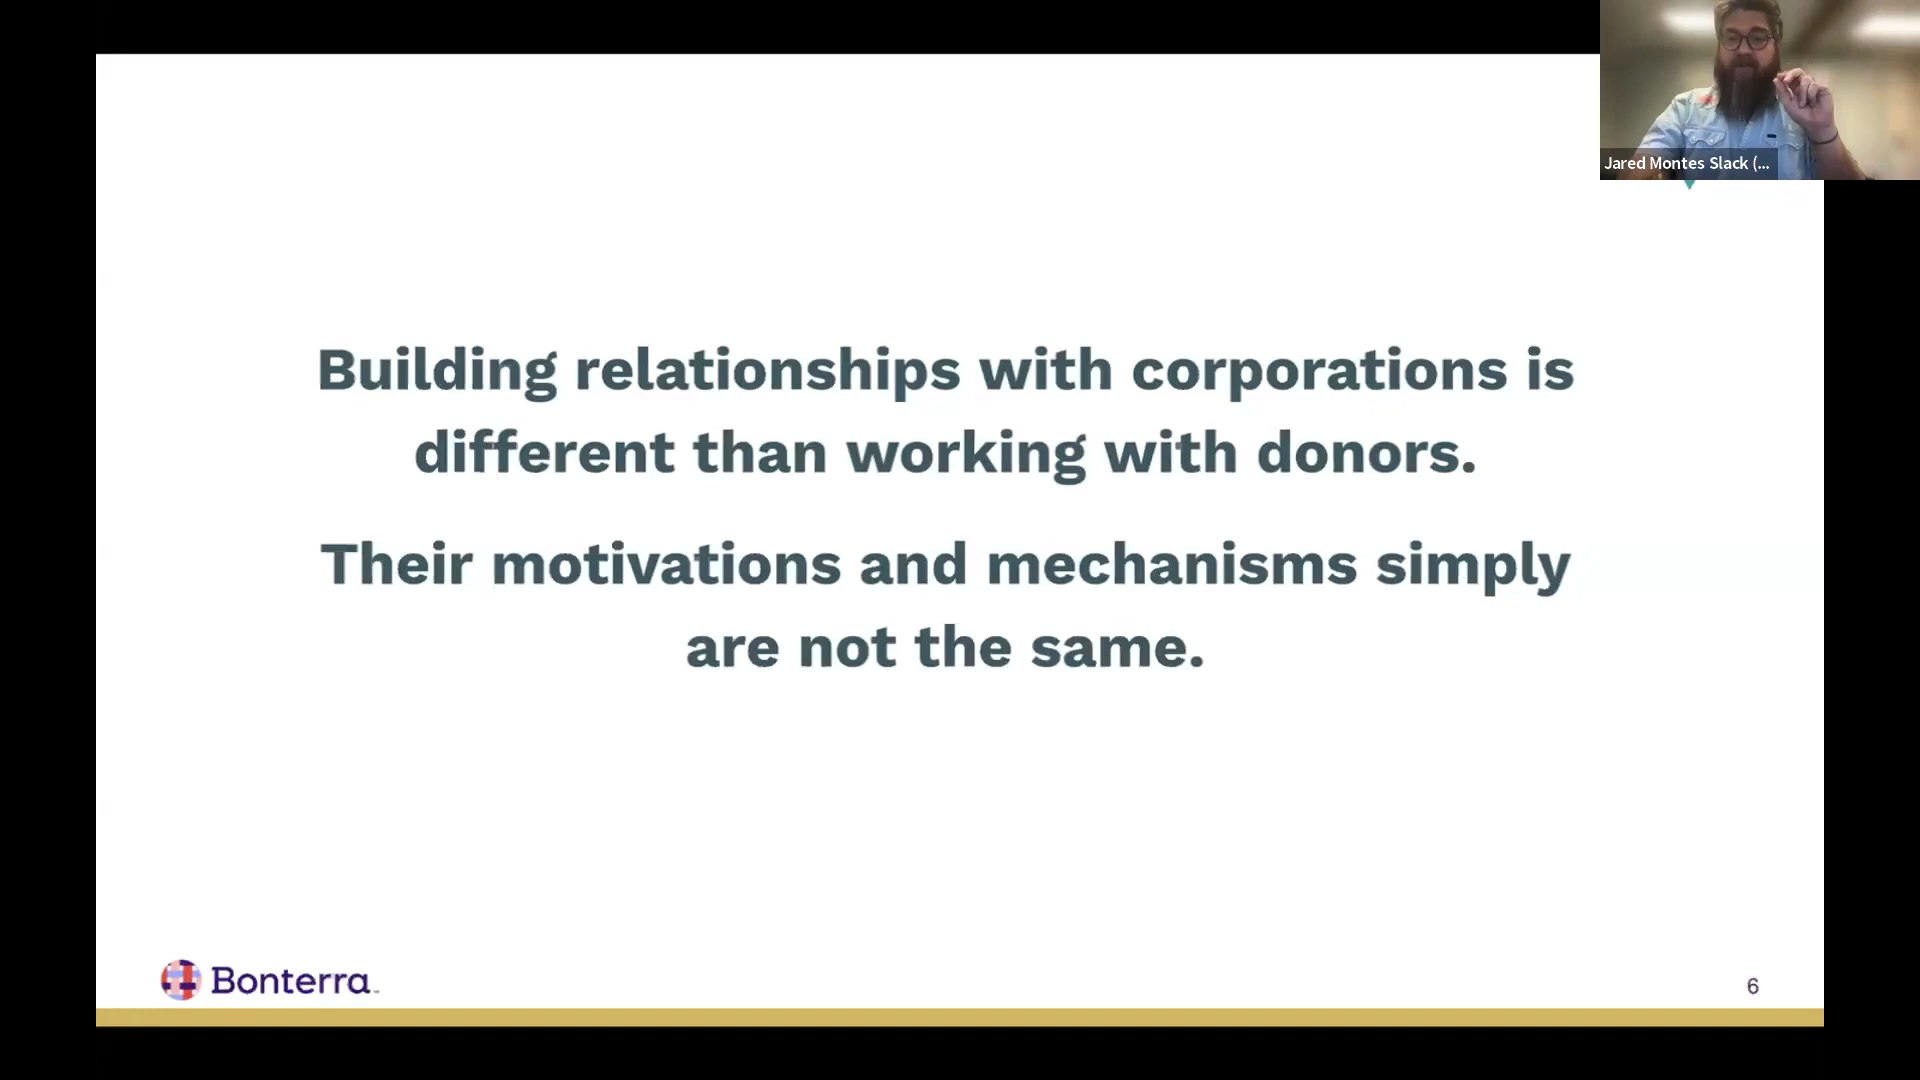 Jared Montes Slack (...
Building relationships with corporations is
different than working with donors.
Their motivations and mechanisms simply
are not the same.
Bonterra
6